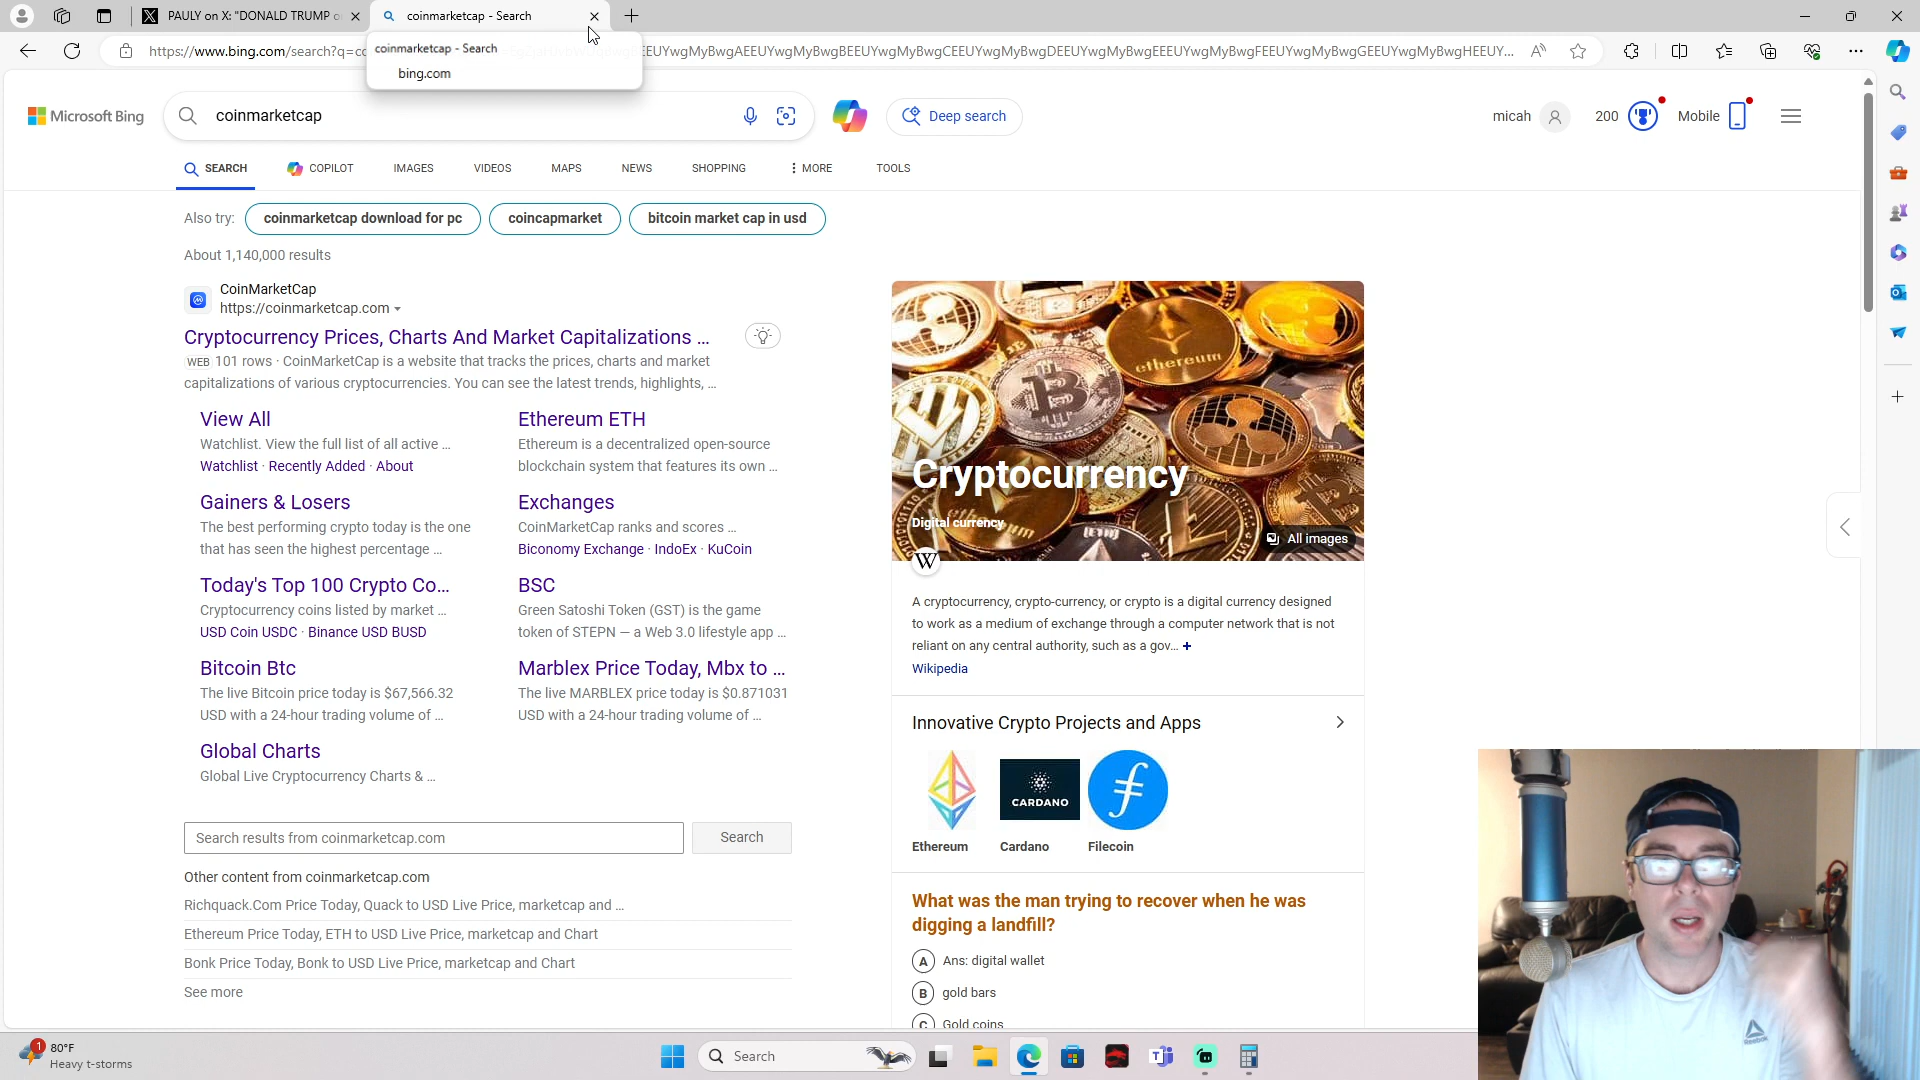 PAULY on X: "DONALD TRUMP
coinmarketcap - Search
https://www.bing.com/search?q=co
EEUYwgMyBwgAEEUYwgMyBwgBEEUYwgMyBwgCEEUYwgMyBwgDEEUYwgMyBwgEEEUYwgMyBwgFEEUYwgMyBwgGEEUYwgMyBwgHEEUY...
coinmarketcap - Search
bing.com
Microsoft Bing
coinmarketcap
Deep search
micah
200
Mobile
SEARCH
COPILOT
IMAGES
VIDEOS
MAPS
NEWS
SHOPPING
MORE
TOOLS
Also try:
coinmarketcap download for pc
coincapmarket
bitcoin market cap in usd
About 1,140,000 results
CoinMarketCap
https://coinmarketcap.com
Cryptocurrency Prices, Charts And Market Capitalizations ...
WEB 101 rows · CoinMarketCap is a website that tracks the prices, charts and market
capitalizations of various cryptocurrencies. You can see the latest trends, highlights, ...
View All
Watchlist. View the full list of all active ...
Watchlist · Recently Added · About
Ethereum ETH
Ethereum is a decentralized open-source
blockchain system that features its own ...
Gainers & Losers
The best performing crypto today is the one
that has seen the highest percentage ...
Exchanges
CoinMarketCap ranks and scores ...
Biconomy Exchange · IndoEx · KuCoin
Today's Top 100 Crypto Co...
Cryptocurrency coins listed by market ...
USD Coin USDC · Binance USD BUSD
BSC
Green Satoshi Token (GST) is the game
token of STEPN — a Web 3.0 lifestyle app ...
Bitcoin Btc
The live Bitcoin price today is $67,566.32
USD with a 24-hour trading volume of ...
Marblex Price Today, Mbx to ...
The live MARBLEX price today is $0.871031
USD with a 24-hour trading volume of ...
Global Charts
Global Live Cryptocurrency Charts & ...
Search results from coinmarketcap.com
Search
Other content from coinmarketcap.com
Richquack.Com Price Today, Quack to USD Live Price, marketcap and ...
Ethereum Price Today, ETH to USD Live Price, marketcap and Chart
Bonk Price Today, Bonk to USD Live Price, marketcap and Chart
See more
ethereum
Cryptocurrency
Digital currency
All images
W
A cryptocurrency, crypto-currency, or crypto is a digital currency designed
to work as a medium of exchange through a computer network that is not
reliant on any central authority, such as a gov... +
Wikipedia
Innovative Crypto Projects and Apps
CARDANO
Ethereum
Cardano
Filecoin
What was the man trying to recover when he was
digging a landfill?
A Ans: digital wallet
B gold bars
C Gold coins
1
80°F
Heavy t-storms
Search
Reebok